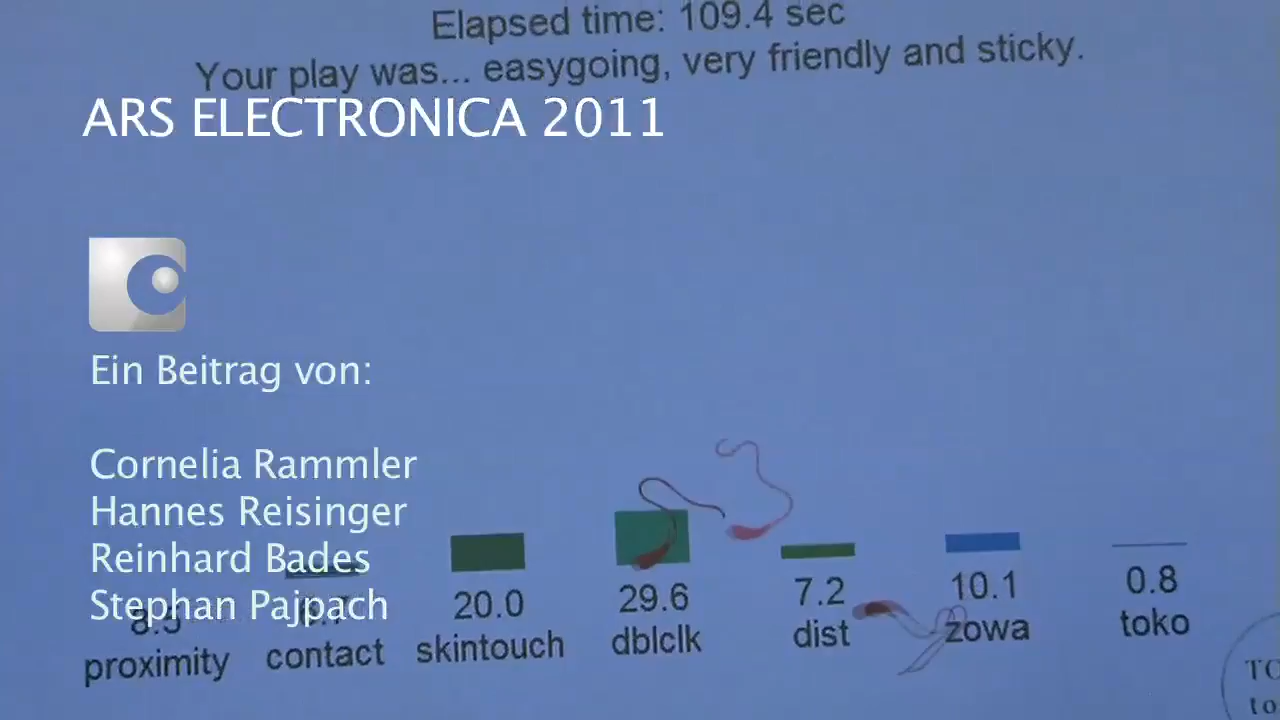 Elapsed time: 109.4 sec
Your play was... easygoing, very friendly and sticky.
ARS ELECTRONICA 2011
Ein Beitrag von:
Cornelia Rammler
Hannes Reisinger
Reinhard Bades
Stephan Pajpach
20.0 29.6 7.2 10.1 0.8
proximity contact skintouch dblclk dist zowa toko